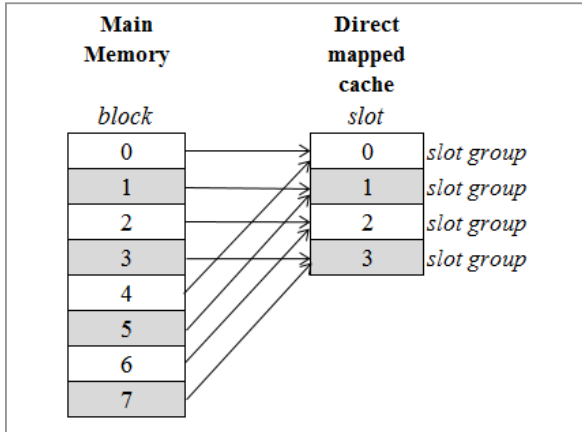 Main
Memory
Direct
mapped
cache
block
slot
0
0
slot group
1
1
slot group
2
2
slot group
3
3
slot group
4
5
6
7